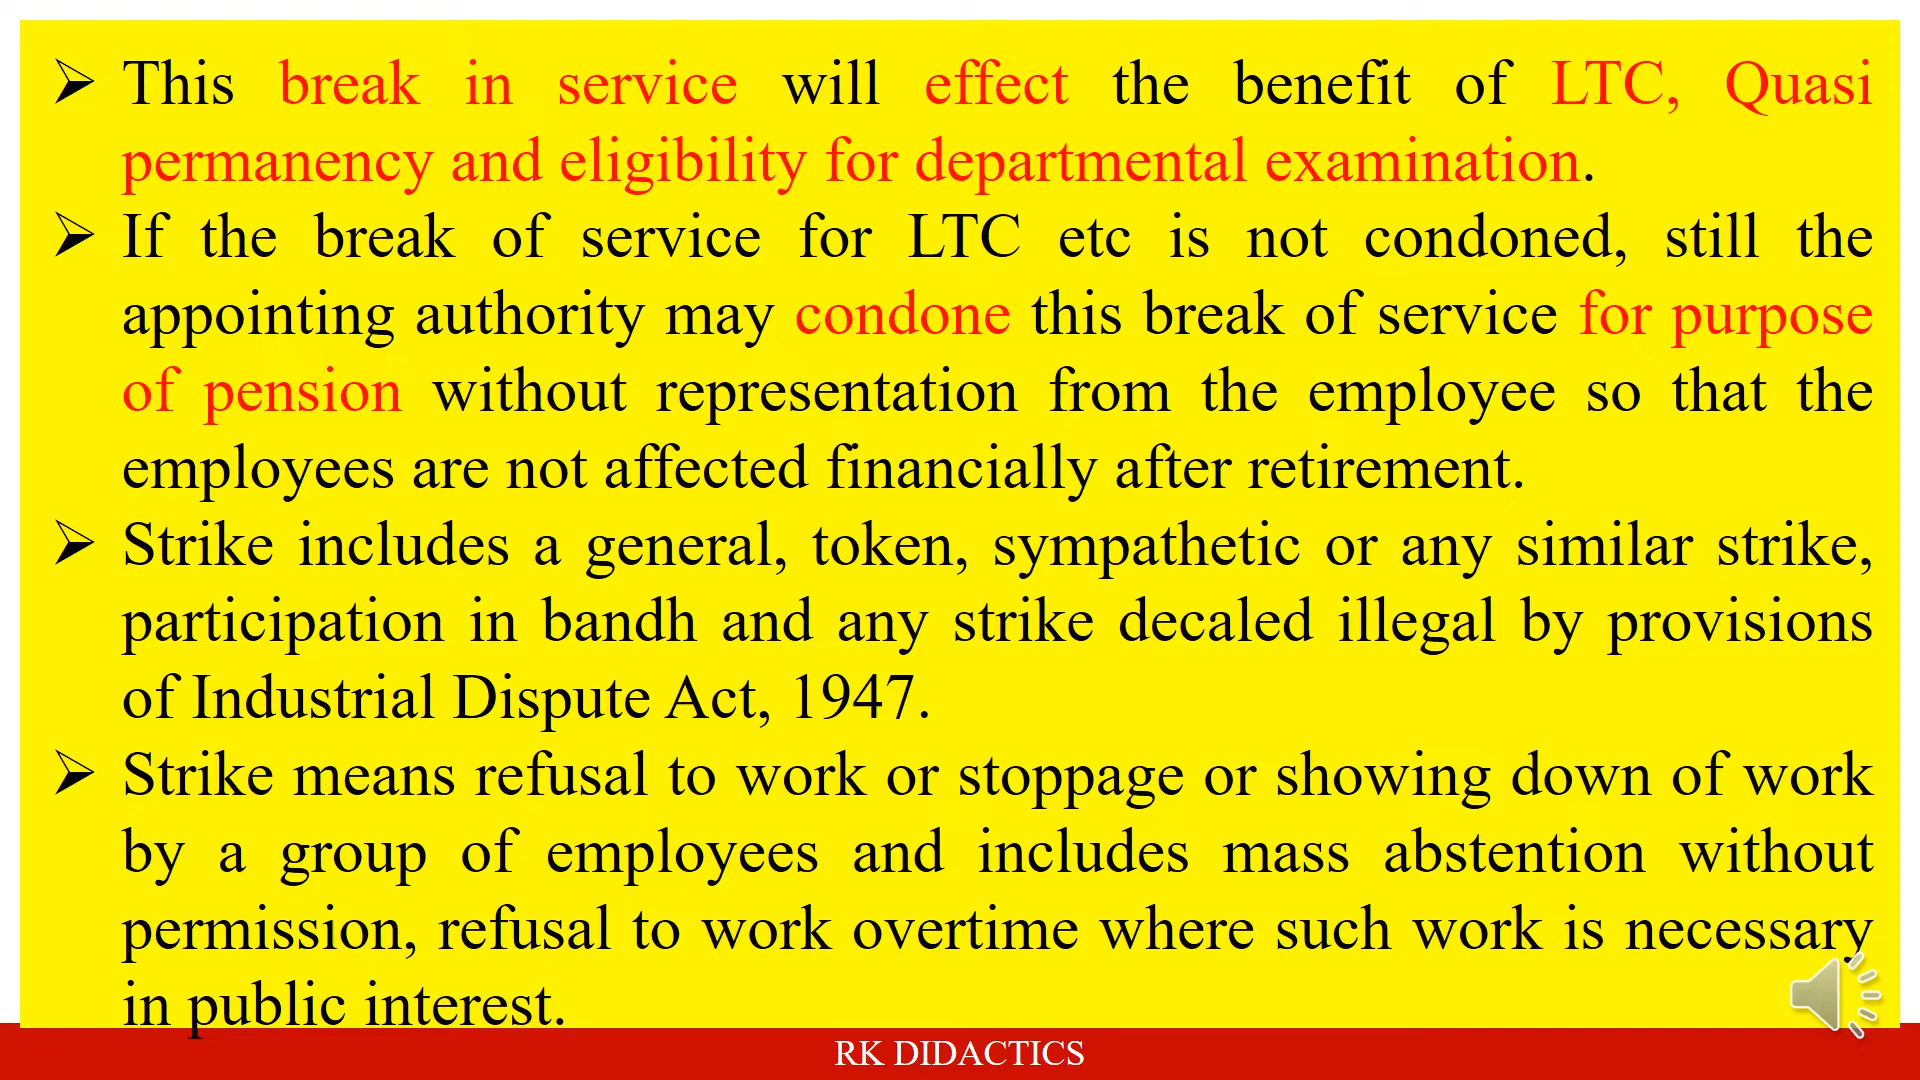 ➢ This break in service will effect the benefit of LTC, Quasi
permanency and eligibility for departmental examination.
➢ If the break of service for LTC etc is not condoned, still the
appointing authority may condone this break of service for purpose
of pension without representation from the employee so that the
employees are not affected financially after retirement.
➢ Strike includes a general, token, sympathetic or any similar strike,
participation in bandh and any strike decaled illegal by provisions
of Industrial Dispute Act, 1947.
➢ Strike means refusal to work or stoppage or showing down of work
by a group of employees and includes mass abstention without
permission, refusal to work overtime where such work is necessary
in public interest.
RK DIDACTICS